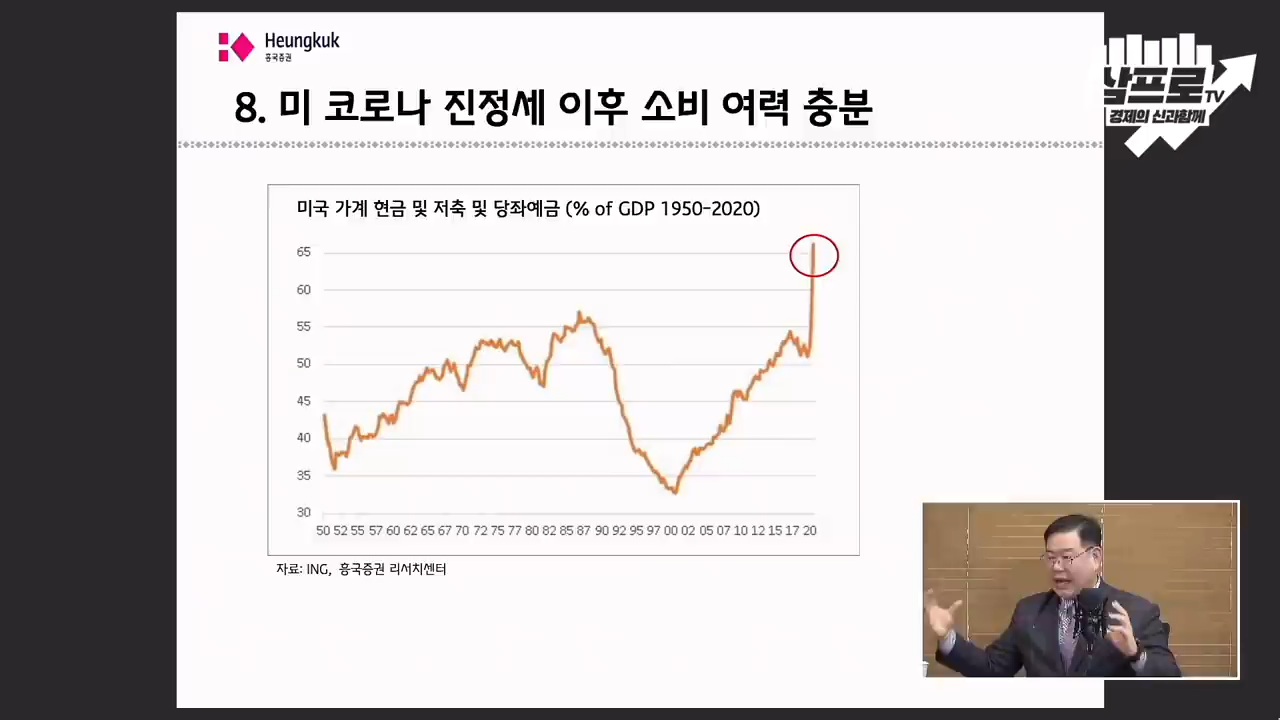 Heungkuk
흥국증권
삼프로TV
경제의 신과함께
8. 미 코로나 진정세 이후 소비 여력 충분
미국 가계 현금 및 저축 및 당좌예금 (% of GDP 1950-2020)
65
60
55
50
45
40
35
30
50 52 55 57 60 62 65 67 70 72 75 77 80 82 85 87 90 92 95 97 00 02 05 07 10 12 15 17 20
자료: ING, 흥국증권 리서치센터